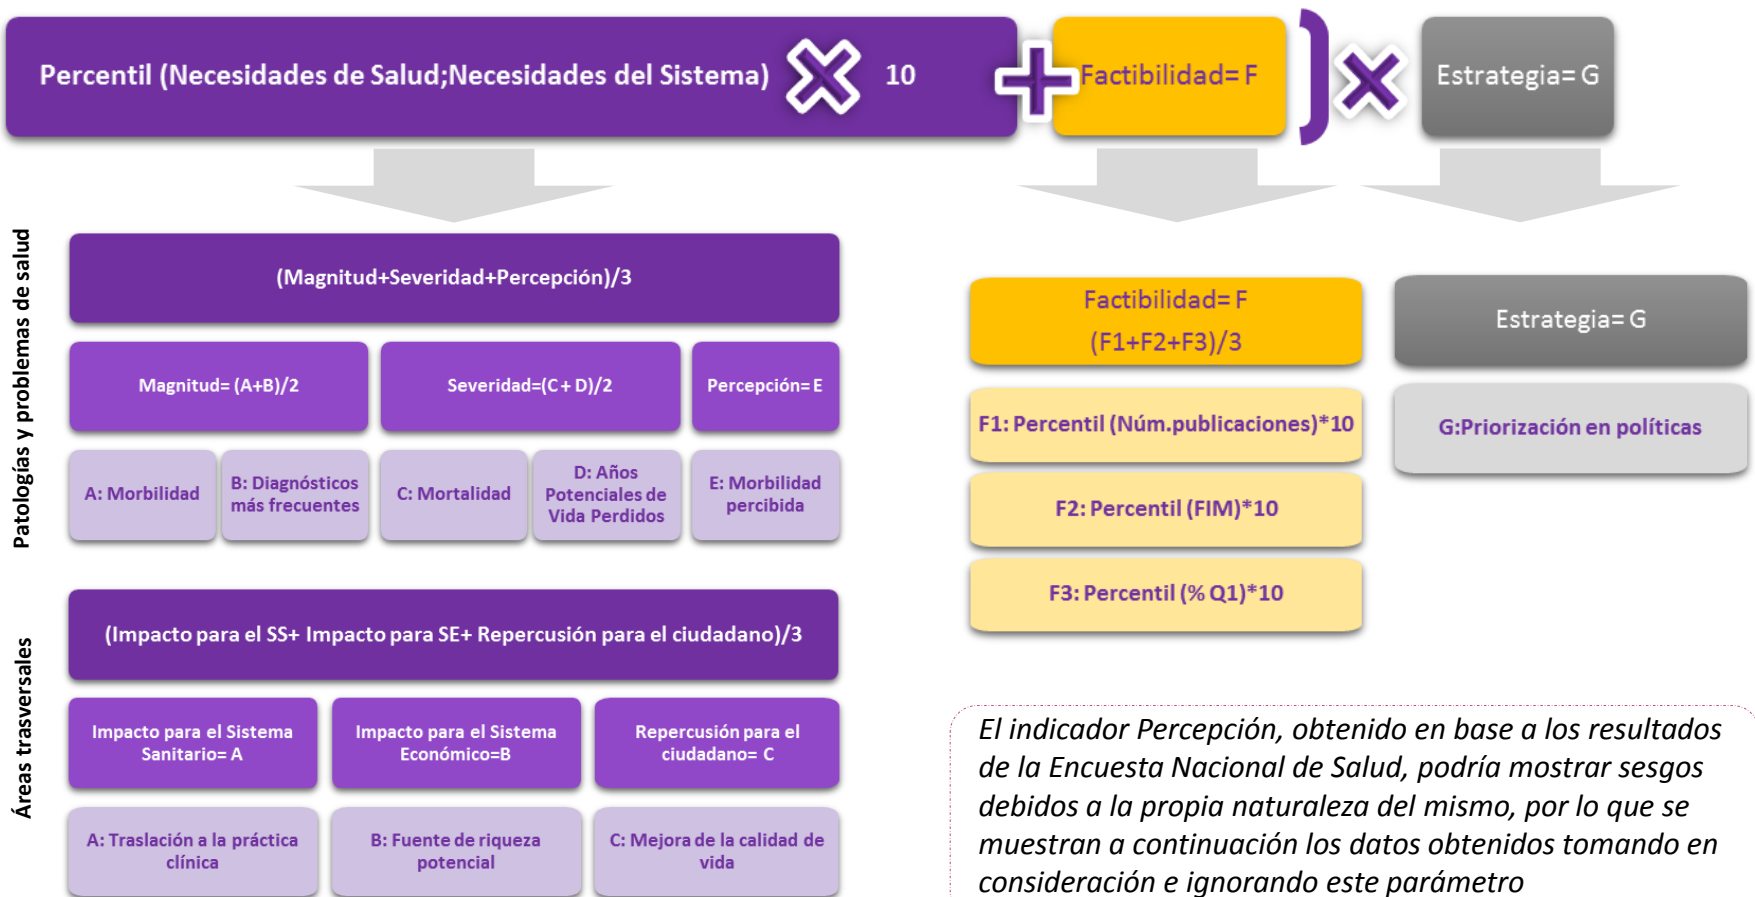 Percentil (Necesidades de Salud;Necesidades del Sistema) × 10 + Factibilidad= F ] × Estrategia= G
Patologías y problemas de salud
(Magnitud+Severidad+Percepción)/3
Magnitud= (A+B)/2
Severidad=(C + D)/2
Percepción= E
A: Morbilidad
B: Diagnósticos
más frecuentes
C: Mortalidad
D: Años
Potenciales de
Vida Perdidos
E: Morbilidad
percibida
Factibilidad= F
(F1+F2+F3)/3
F1: Percentil (Núm.publicaciones)*10
F2: Percentil (FIM)*10
F3: Percentil (% Q1)*10
Estrategia= G
G:Priorización en políticas
Áreas trasversales
(Impacto para el SS+ Impacto para SE+ Repercusión para el ciudadano)/3
Impacto para el Sistema
Sanitario= A
Impacto para el Sistema
Económico=B
Repercusión para el
ciudadano= C
A: Traslación a la práctica
clínica
B: Fuente de riqueza
potencial
C: Mejora de la calidad de
vida
El indicador Percepción, obtenido en base a los resultados
de la Encuesta Nacional de Salud, podría mostrar sesgos
debidos a la propia naturaleza del mismo, por lo que se
muestran a continuación los datos obtenidos tomando en
consideración e ignorando este parámetro